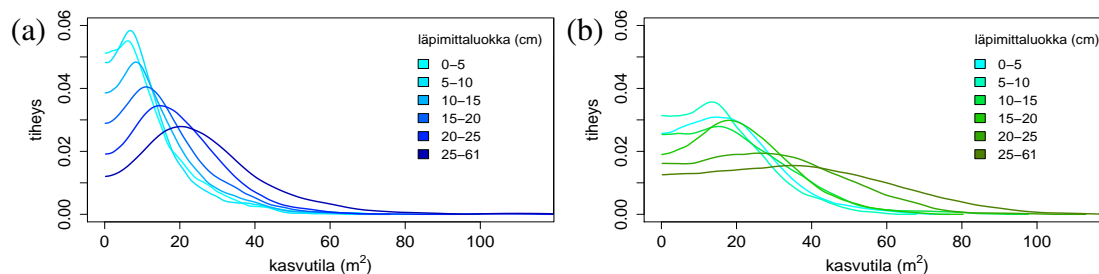 (a)
tiheys
0.00 0.02 0.04 0.06
0 20 40 60 80 100
kasvutila (m²)
läpimittaluokka (cm)
0−5
5−10
10−15
15−20
20−25
25−61
(b)
tiheys
0.00 0.02 0.04 0.06
0 20 40 60 80 100
kasvutila (m²)
läpimittaluokka (cm)
0−5
5−10
10−15
15−20
20−25
25−61